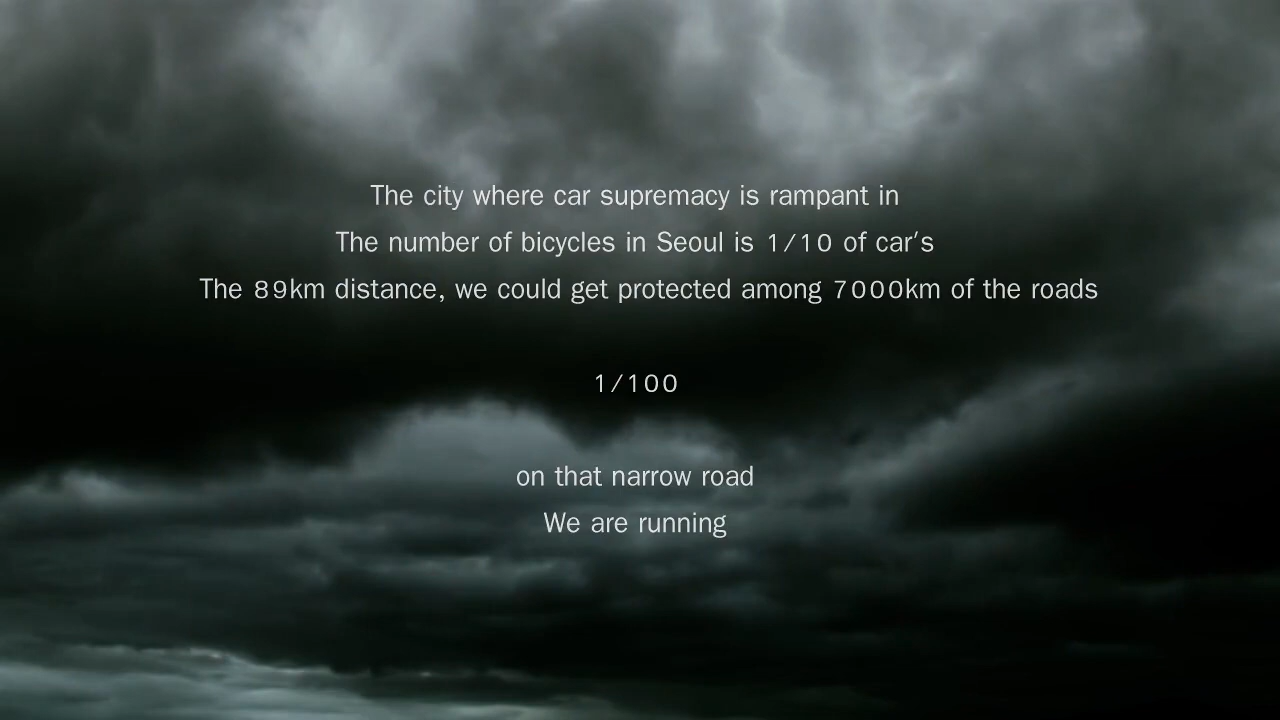 The city where car supremacy is rampant in
The number of bicycles in Seoul is 1/10 of car's
The 89km distance, we could get protected among 7000km of the roads
1/100
on that narrow road
We are running